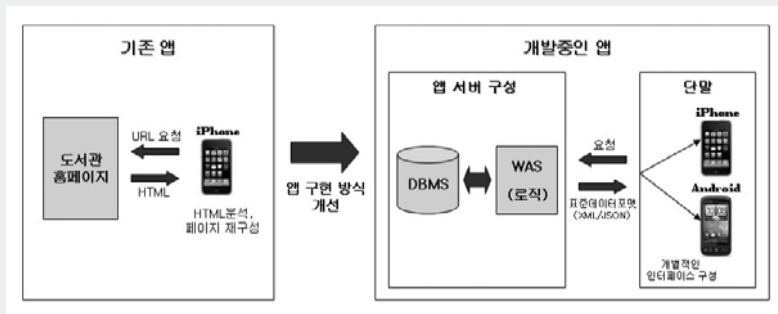 기존 앱
도서관
홈페이지
URL 요청
HTML
iPhone
HTML분석,
페이지 재구성
앱 구현 방식
개선
개발중인 앱
앱 서버 구성
DBMS
WAS
(로직)
요청
표준데이터포맷
(XML/JSON)
단말
iPhone
Android
개별적인
인터페이스 구성